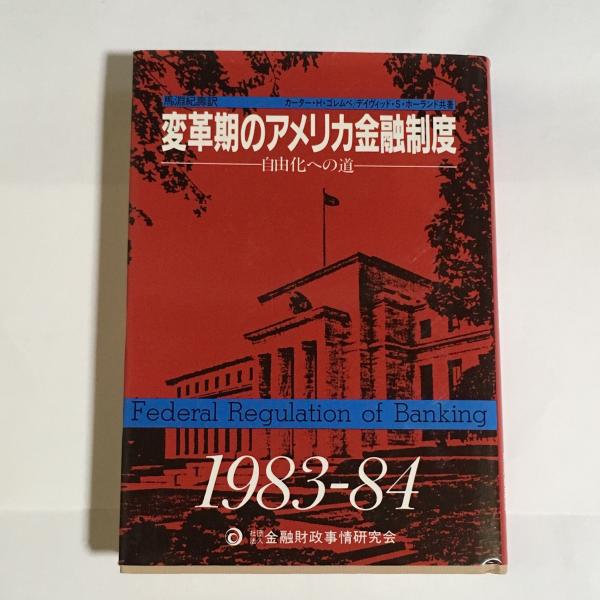 馬淵紀壽訳 カーター・H・ゴレムベ/デイヴィッド・S・ホーランド共著
変革期のアメリカ金融制度
自由化への道
Federal Regulation of Banking
1983-84
社団法人 金融財政事情研究会